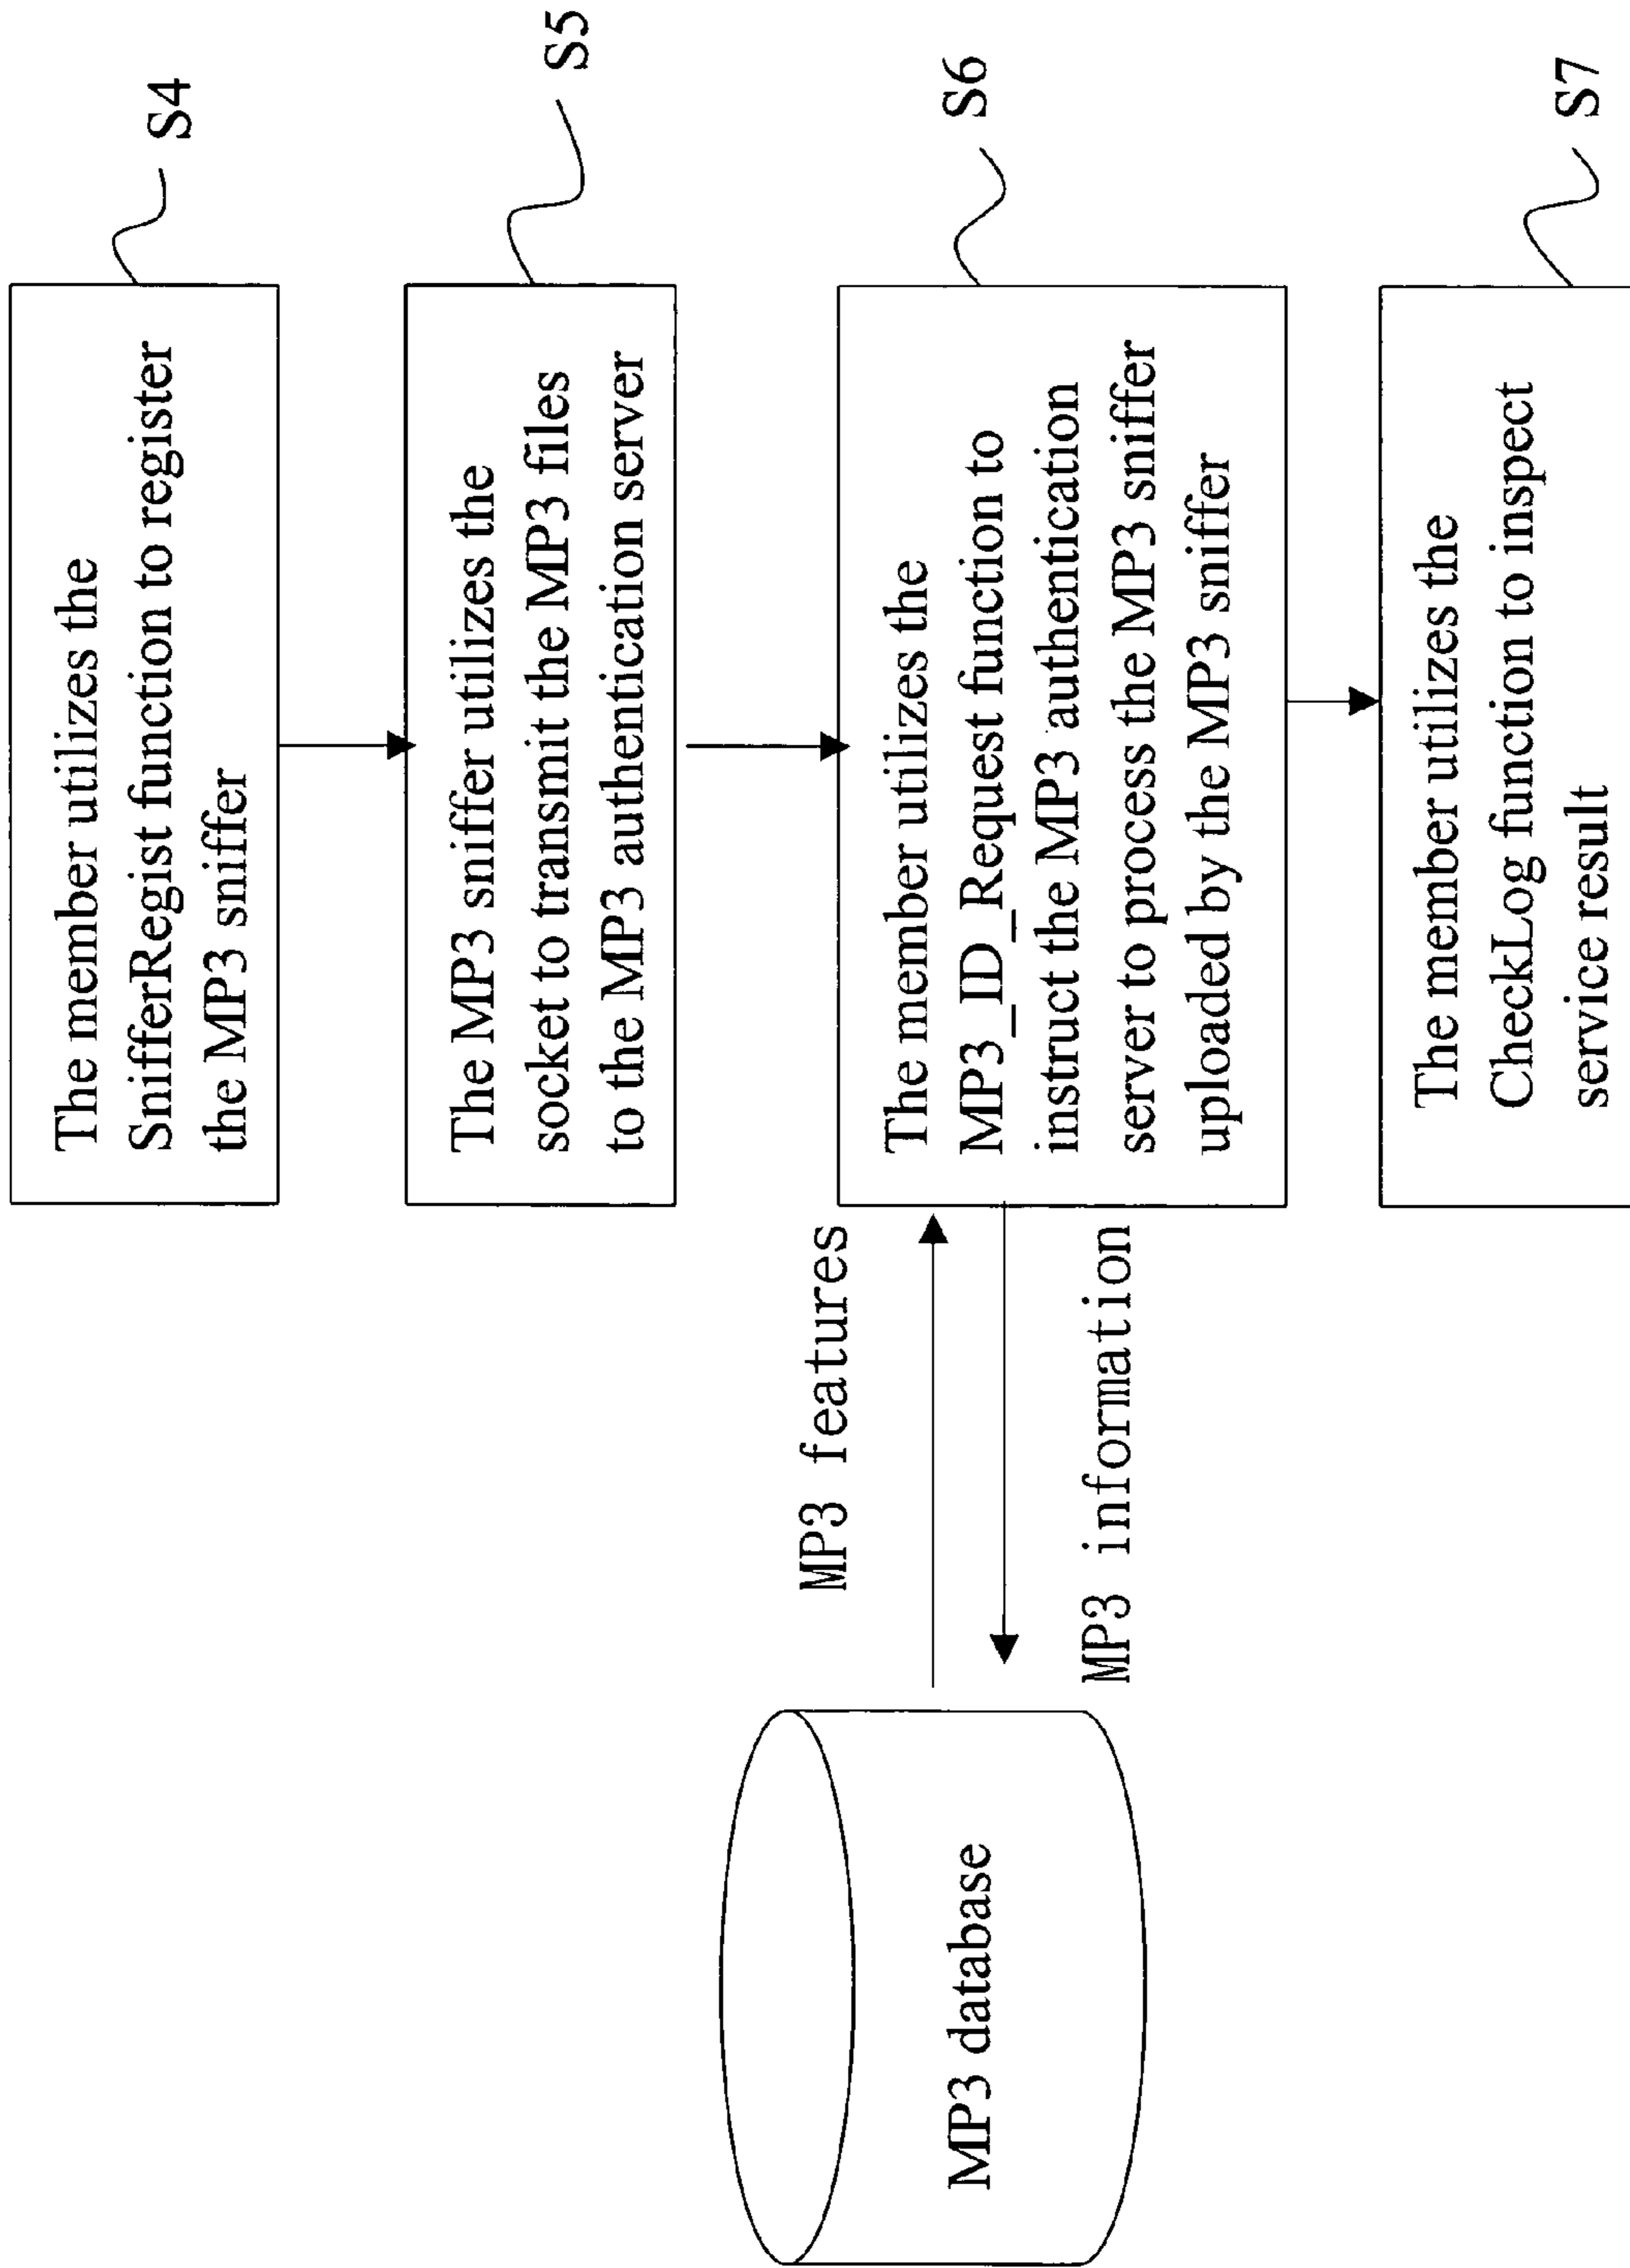 The member utilizes the
SnifferRegist function to register
the MP3 sniffer
S4
The MP3 sniffer utilizes the
socket to transmit the MP3 files
to the MP3 authentication server
S5
The member utilizes the
MP3_ID_Request function to
instruct the MP3 authentication
server to process the MP3 sniffer
uploaded by the MP3 sniffer
S6
MP3 features
MP3 information
MP3 database
The member utilizes the
CheckLog function to inspect
service result
S7